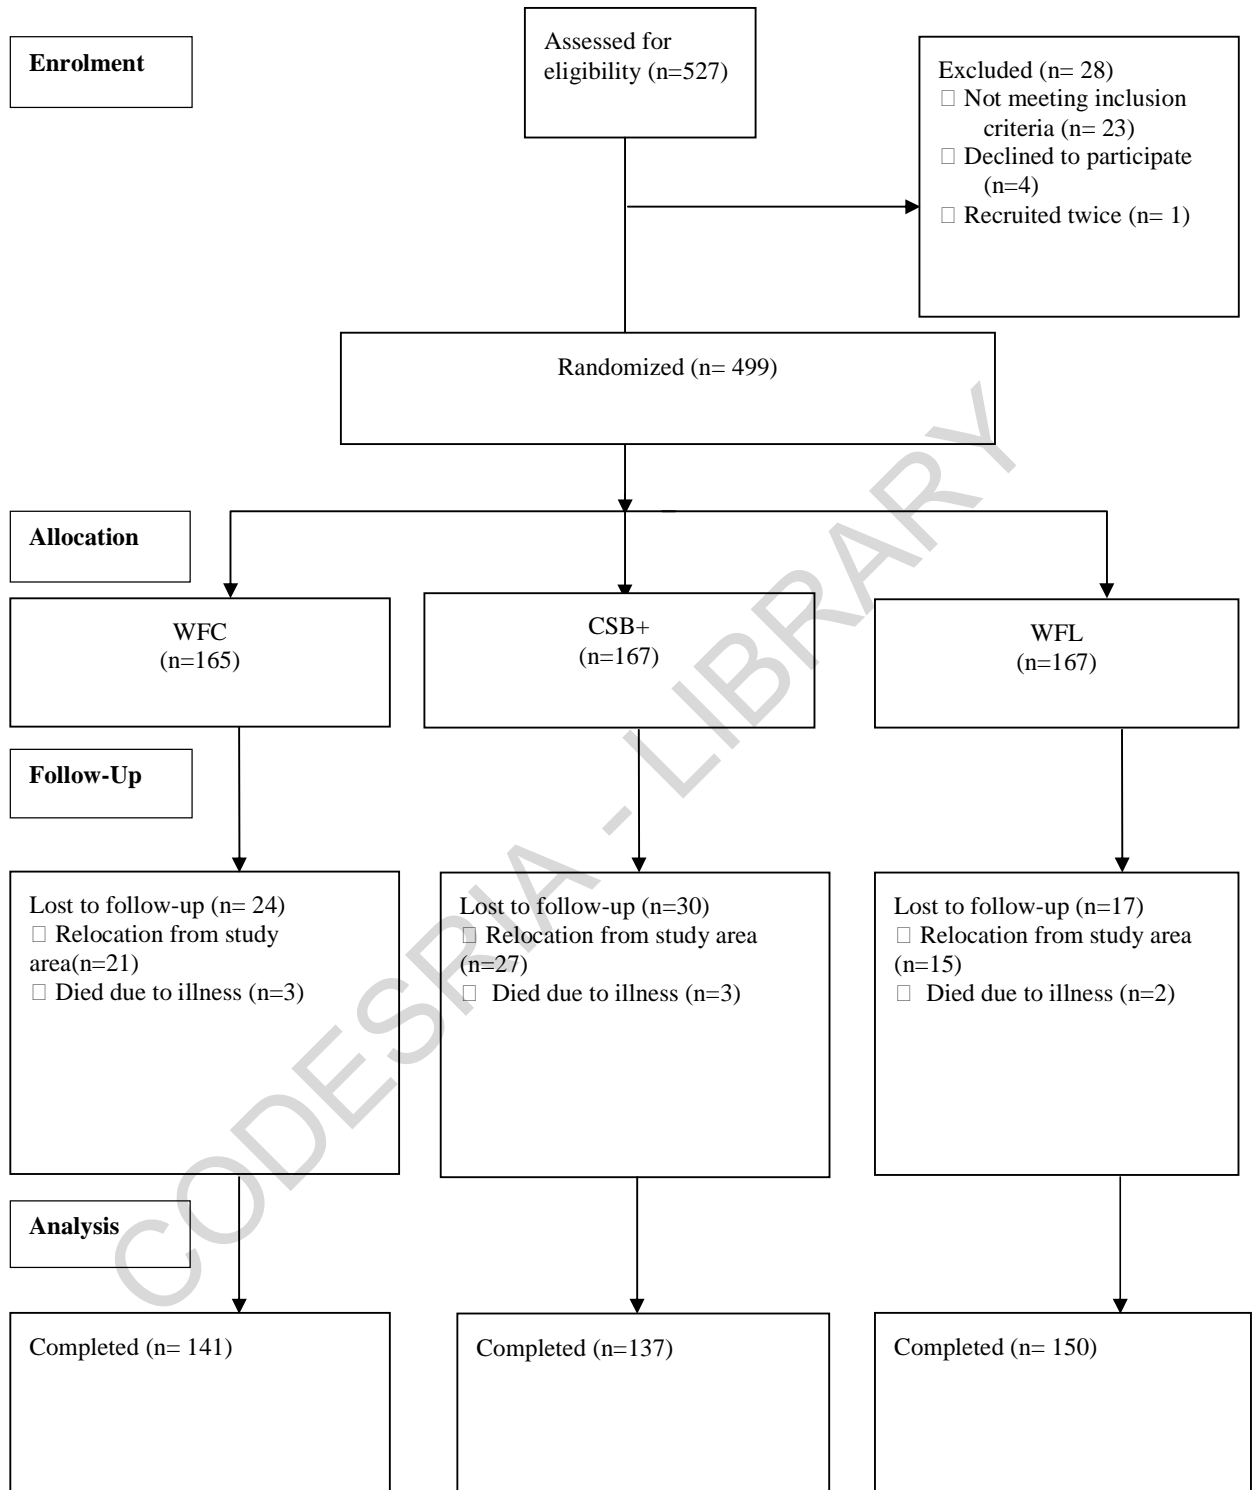 Enrolment
Assessed for
eligibility (n=527)
Excluded (n= 28)
□ Not meeting inclusion
criteria (n= 23)
□ Declined to participate
(n=4)
□ Recruited twice (n= 1)
Randomized (n= 499)
Allocation
WFC
(n=165)
CSB+
(n=167)
WFL
(n=167)
Follow-Up
Lost to follow-up (n= 24)
□ Relocation from study
area(n=21)
□ Died due to illness (n=3)
Lost to follow-up (n=30)
□ Relocation from study area
(n=27)
□ Died due to illness (n=3)
Lost to follow-up (n=17)
□ Relocation from study area
(n=15)
□ Died due to illness (n=2)
Analysis
Completed (n= 141)
Completed (n=137)
Completed (n= 150)
CODESRIA - LIBRARY